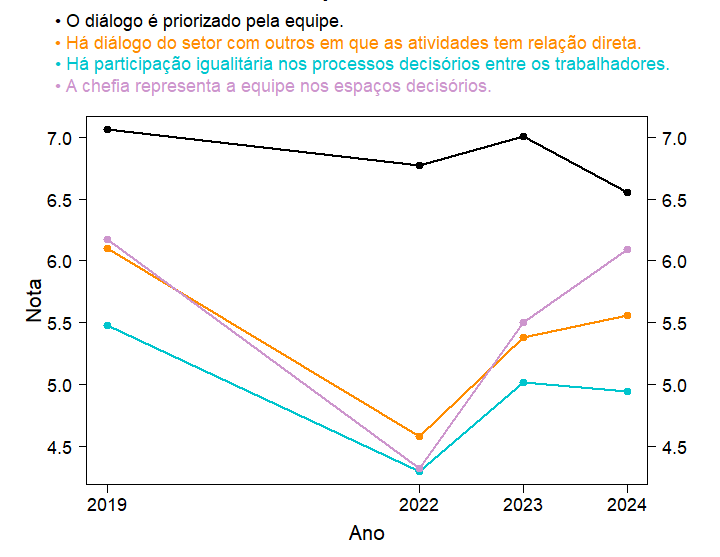 • O diálogo é priorizado pela equipe.
• Há diálogo do setor com outros em que as atividades tem relação direta.
• Há participação igualitária nos processos decisórios entre os trabalhadores.
• A chefia representa a equipe nos espaços decisórios.
7.0 7.0
6.5 6.5
6.0 6.0
5.5 5.5
5.0 5.0
4.5 4.5
Nota
2019 2022 2023 2024
Ano